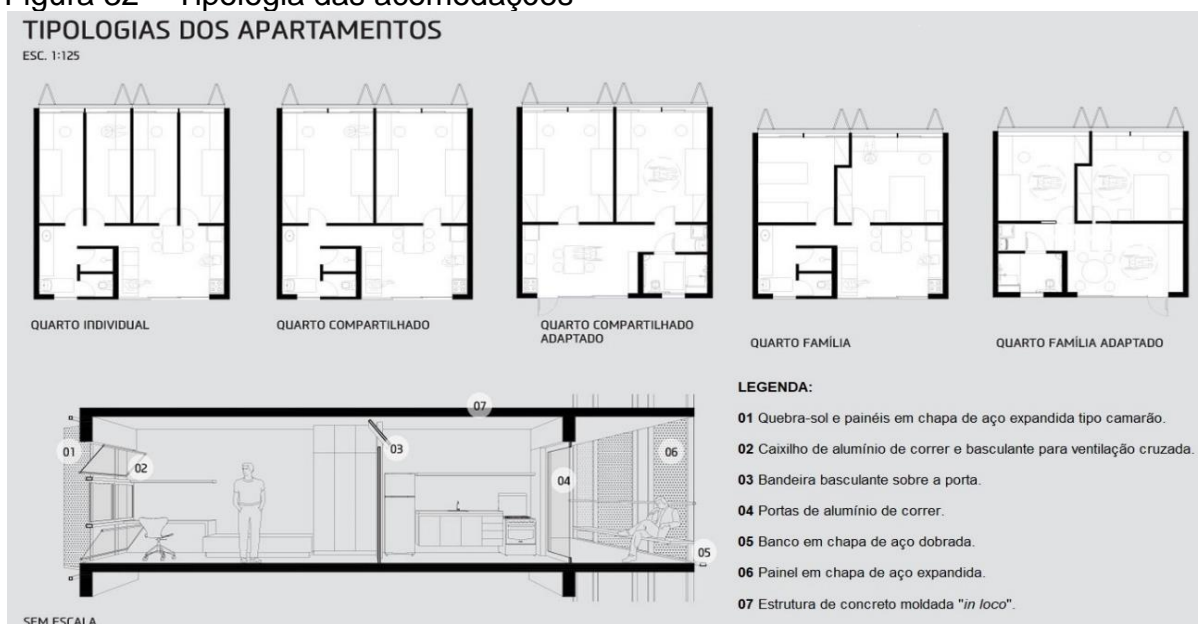 Figura 32 – Tipologia das acomodações
TIPOLOGIAS DOS APARTAMENTOS
ESC. 1:125
QUARTO INDIVIDUAL
QUARTO COMPARTILHADO
QUARTO COMPARTILHADO
ADAPTADO
QUARTO FAMÍLIA
QUARTO FAMÍLIA ADAPTADO
07
01
02
03
04
06
05
SEM ESCALA
LEGENDA:
01 Quebra-sol e painéis em chapa de aço expandida tipo camarão.
02 Caixilho de alumínio de correr e basculante para ventilação cruzada.
03 Bandeira basculante sobre a porta.
04 Portas de alumínio de correr.
05 Banco em chapa de aço dobrada.
06 Painel em chapa de aço expandida.
07 Estrutura de concreto moldada "in loco".